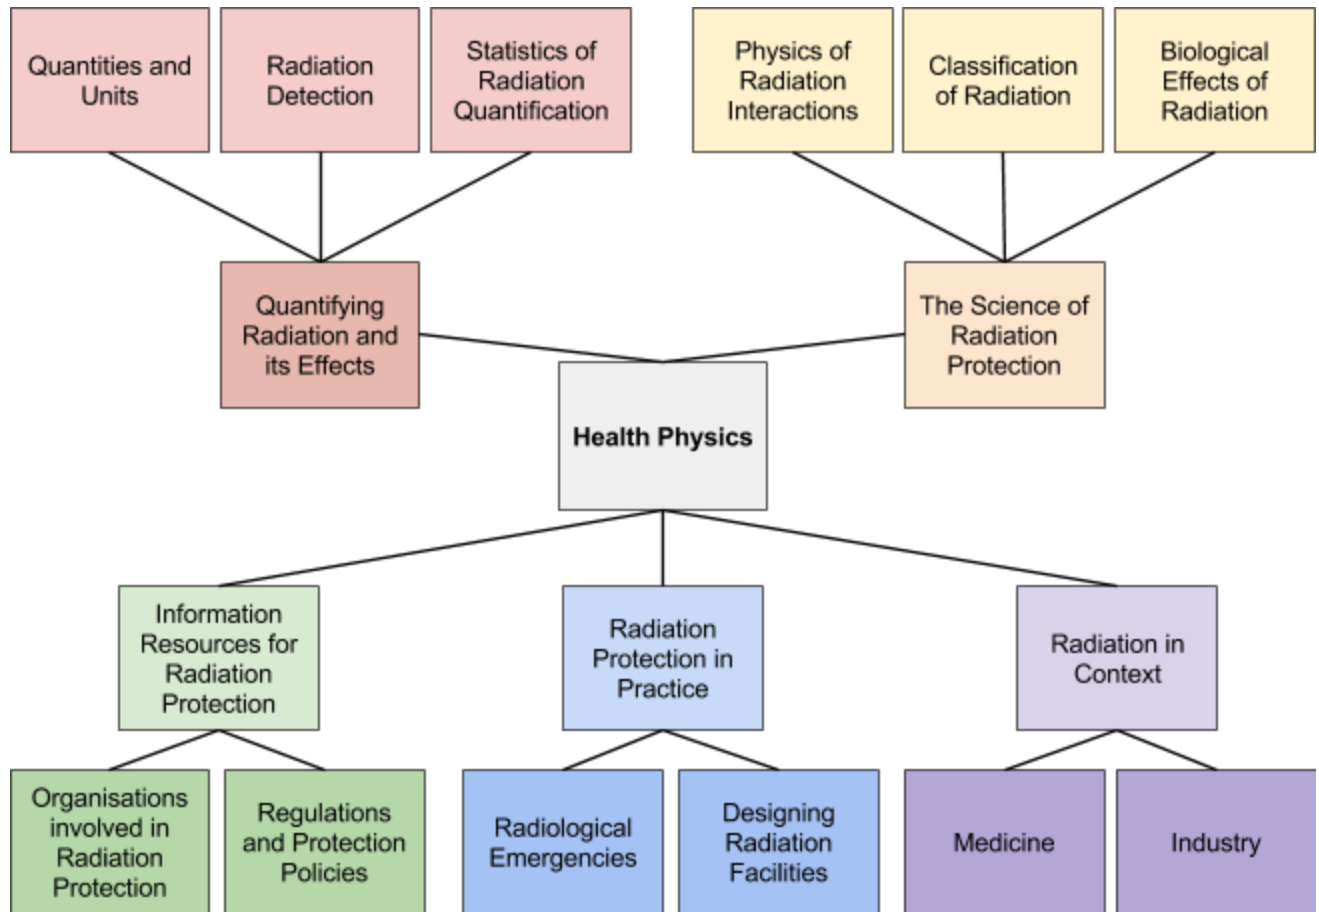 Quantities and
Units
Radiation
Detection
Statistics of
Radiation
Quantification
Physics of
Radiation
Interactions
Classification
of Radiation
Biological
Effects of
Radiation
Quantifying
Radiation and
its Effects
The Science of
Radiation
Protection
Health Physics
Information
Resources for
Radiation
Protection
Radiation
Protection in
Practice
Radiation in
Context
Organisations
involved in
Radiation
Protection
Regulations
and Protection
Policies
Radiological
Emergencies
Designing
Radiation
Facilities
Medicine
Industry